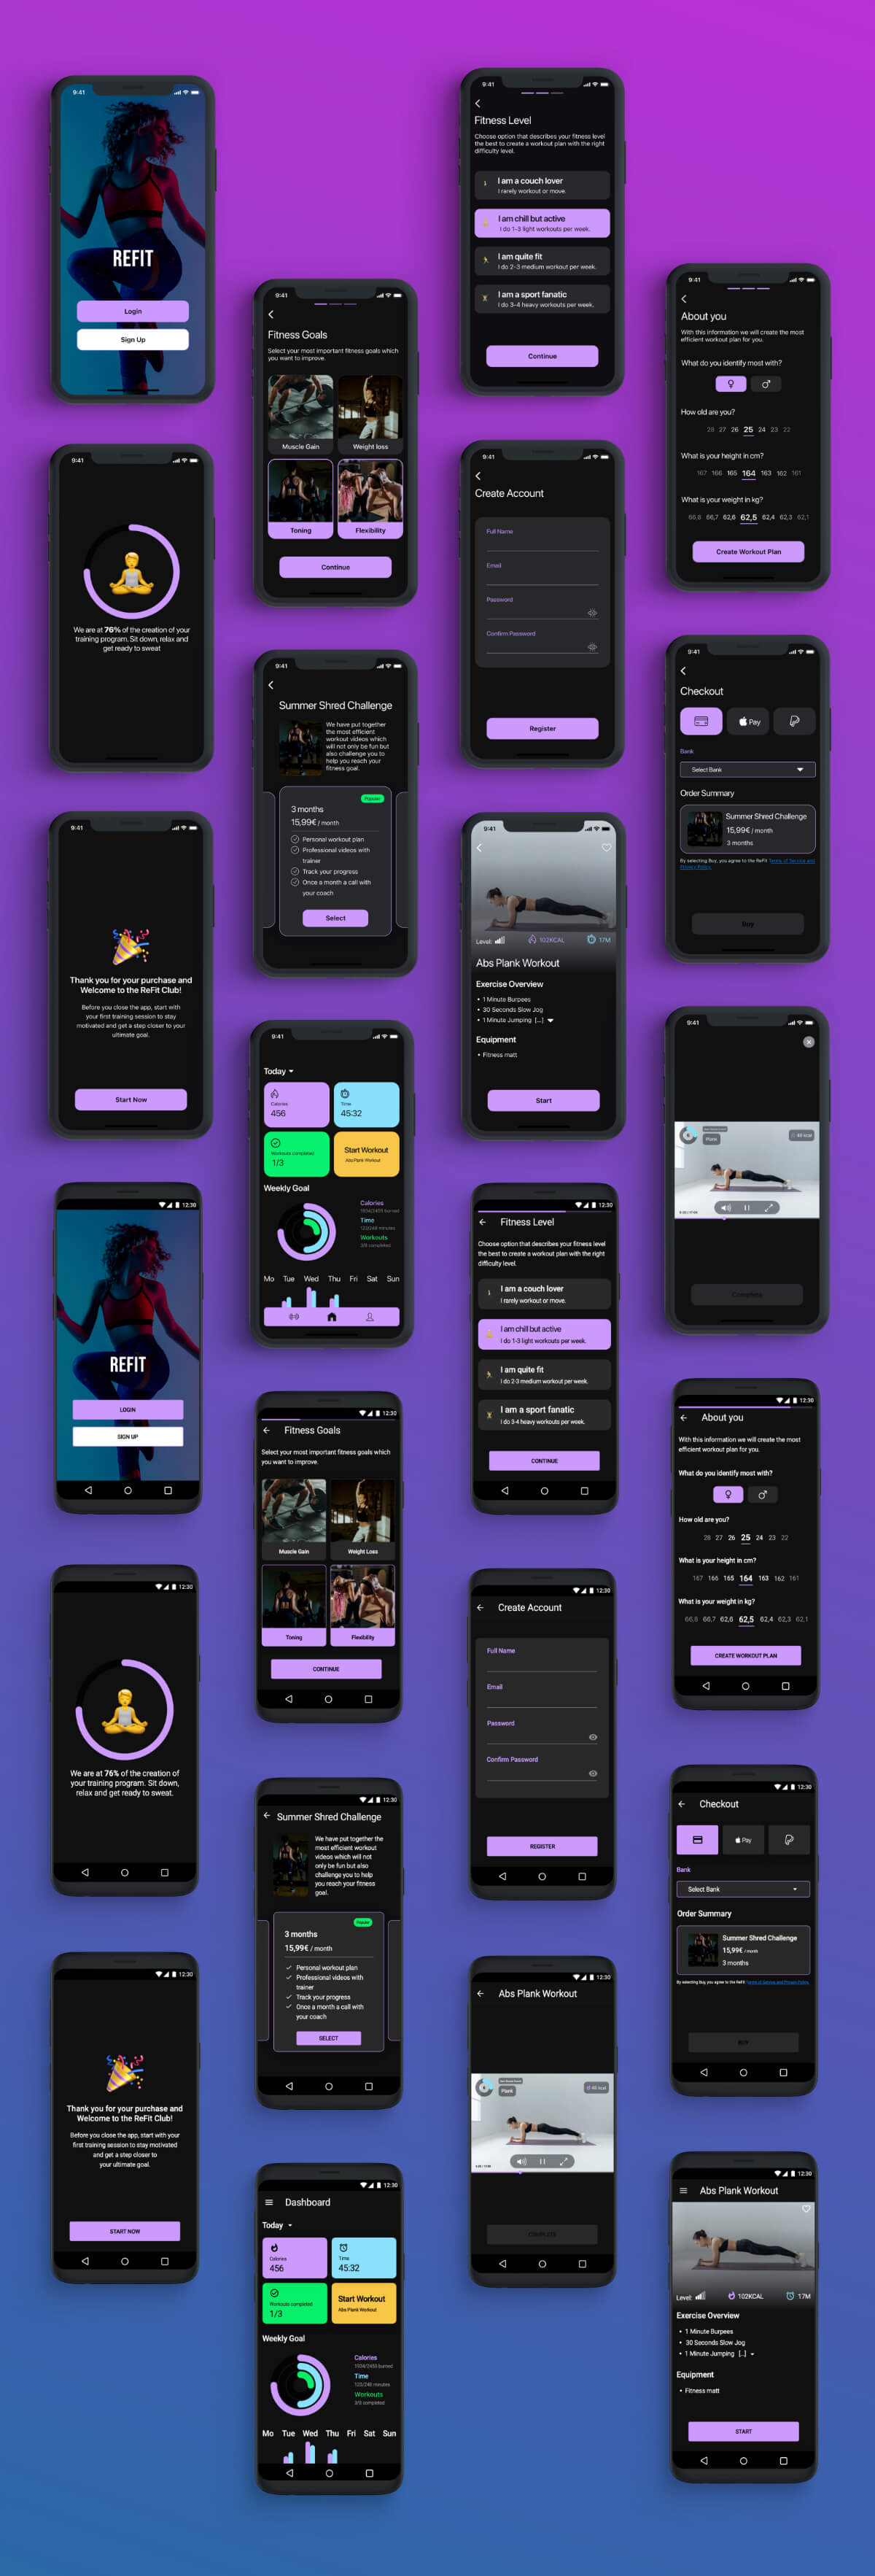 9:41
REFIT
Login
Sign Up
9:41
We are at 76% of the creation of your
training program. Sit down, relax and
get ready to sweat
9:41
Thank you for your purchase and
Welcome to the ReFit Club!
Before you close the app, start with
your first training session to stay
motivated and get a step closer to your
ultimate goal.
Start Now
12:30
REFIT
LOGIN
SIGN UP
12:30
We are at 76% of the creation of
your training program. Sit down,
relax and get ready to sweat.
12:30
Thank you for your purchase and
Welcome to the ReFit Club!
Before you close the app, start with your
first training session to stay motivated
and get a step closer to
your ultimate goal.
START NOW
9:41
Fitness Goals
Select your most important fitness goals which
you want to improve.
Muscle Gain
Weight loss
Toning
Flexibility
Continue
9:41
Summer Shred Challenge
We have put together
the most efficient
workout videos which
will not only be fun but
also challenge you to
help you reach your
fitness goal.
Popular
3 months
15,99€ / month
Personal workout plan
Professional videos with
trainer
Track your progress
Once a month a call with
your coach
Select
9:41
Today
Calories
456
Time
45:32
Workouts completed
1/3
Start Workout
Abs Plank Workout
Weekly Goal
Calories
Time
Workouts
Mo Tue Wed Thu Fri Sat Sun
12:30
Fitness Goals
Select your most important fitness goals which
you want to improve.
Muscle Gain
Weight Loss
Toning
Flexibility
CONTINUE
12:30
Summer Shred Challenge
We have put together the
most efficient workout
videos which will not
only be fun but also
challenge you to help
you reach your fitness
goal.
Popular
3 months
15,99€ / month
Personal workout plan
Professional videos with
trainer
Track your progress
Once a month a call with
your coach
SELECT
12:30
Dashboard
Today
Calories
456
Time
45:32
Workouts completed
1/3
Start Workout
Abs Plank Workout
Weekly Goal
Calories
Time
Workouts
Mo Tue Wed Thu Fri Sat Sun
9:41
Fitness Level
Choose option that describes your fitness level
the best to create a workout plan with the right
difficulty level.
I am a couch lover
I rarely workout or move.
I am chill but active
I do 1-3 light workouts per week.
I am quite fit
I do 2-3 medium workout per week.
I am a sport fanatic
I do 3-4 heavy workouts per week.
Continue
9:41
Create Account
Full Name
Email
Password
Confirm Password
Register
9:41
Level:
102KCAL
17M
Abs Plank Workout
Exercise Overview
• 1 Minute Burpees
• 30 Seconds Slow Jog
• 1 Minute Jumping [...]
Equipment
• Fitness matt
Start
12:30
Fitness Level
Choose option that describes your fitness level
the best to create a workout plan with the right
difficulty level.
I am a couch lover
I rarely workout or move.
I am chill but active
I do 1-3 light workouts per week.
I am quite fit
I do 2-3 medium workout per week.
I am a sport fanatic
I do 3-4 heavy workouts per week.
CONTINUE
12:30
Create Account
Full Name
Email
Password
Confirm Password
REGISTER
12:30
Abs Plank Workout
Plank
COMPLETE
9:41
About you
With this information we will create the most
efficient workout plan for you.
What do you identify most with?
How old are you?
28 27 26 25 24 23 22
What is your height in cm?
167 166 165 164 163 162 161
What is your weight in kg?
66,8 66,7 62,6 62,5 62,4 62,3 62,1
Create Workout Plan
9:41
Checkout
Pay
Bank
Select Bank
Order Summary
Summer Shred Challenge
15,99€ / month
3 months
By selecting Buy, you agree to the ReFit Terms of Service and
Privacy Policy.
Buy
9:41
Plank
Complete
12:30
About you
With this information we will create the most
efficient workout plan for you.
What do you identify most with?
How old are you?
28 27 26 25 24 23 22
What is your height in cm?
167 166 165 164 163 162 161
What is your weight in kg?
66,8 66,7 62,6 62,5 62,4 62,3 62,1
CREATE WORKOUT PLAN
12:30
Checkout
Pay
Bank
Select Bank
Order Summary
Summer Shred Challenge
15,99€ / month
3 months
By selecting Buy, you agree to the ReFit Terms of Service and Privacy Policy.
BUY
12:30
Abs Plank Workout
Level:
102KCAL
17M
Exercise Overview
• 1 Minute Burpees
• 30 Seconds Slow Jog
• 1 Minute Jumping [...]
Equipment
• Fitness matt
START